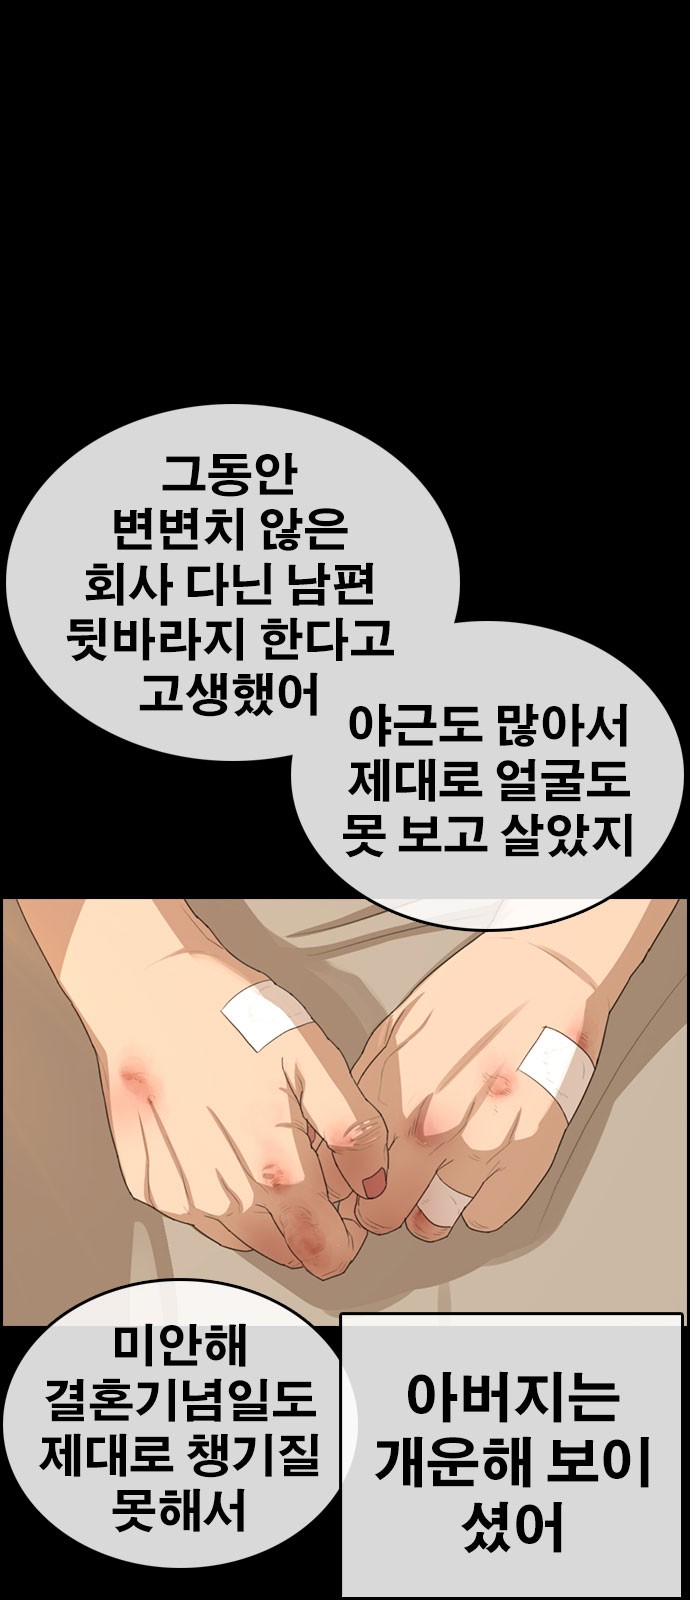 그동안
변변치 않은
회사 다닌 남편
뒷바라지 한다고
고생했어
야근도 많아서
제대로 얼굴도
못 보고 살았지
미안해
결혼기념일도
제대로 챙기질
못해서
아버지는
개운해 보이
셨어